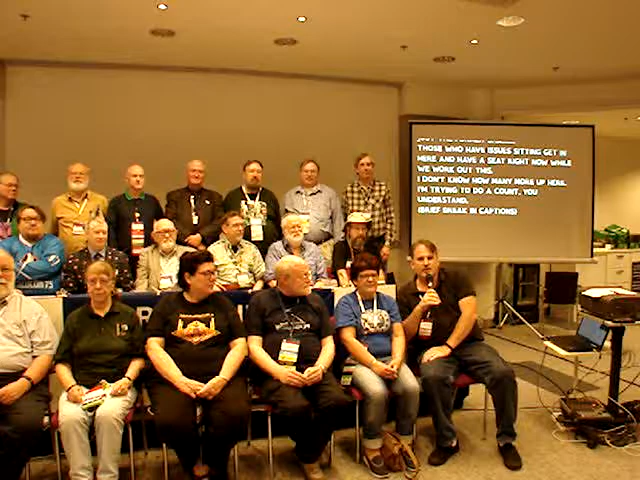 THOSE WHO HAVE ISSUES SITTING GET IN
HERE AND HAVE A SEAT RIGHT NOW WHILE
WE WORK OUT THIS.
I DON'T KNOW HOW MANY MORE UP HERE.
I'M TRYING TO DO A COUNT. YOU
UNDERSTAND.
(BRIEF BREAK IN CAPTIONS)